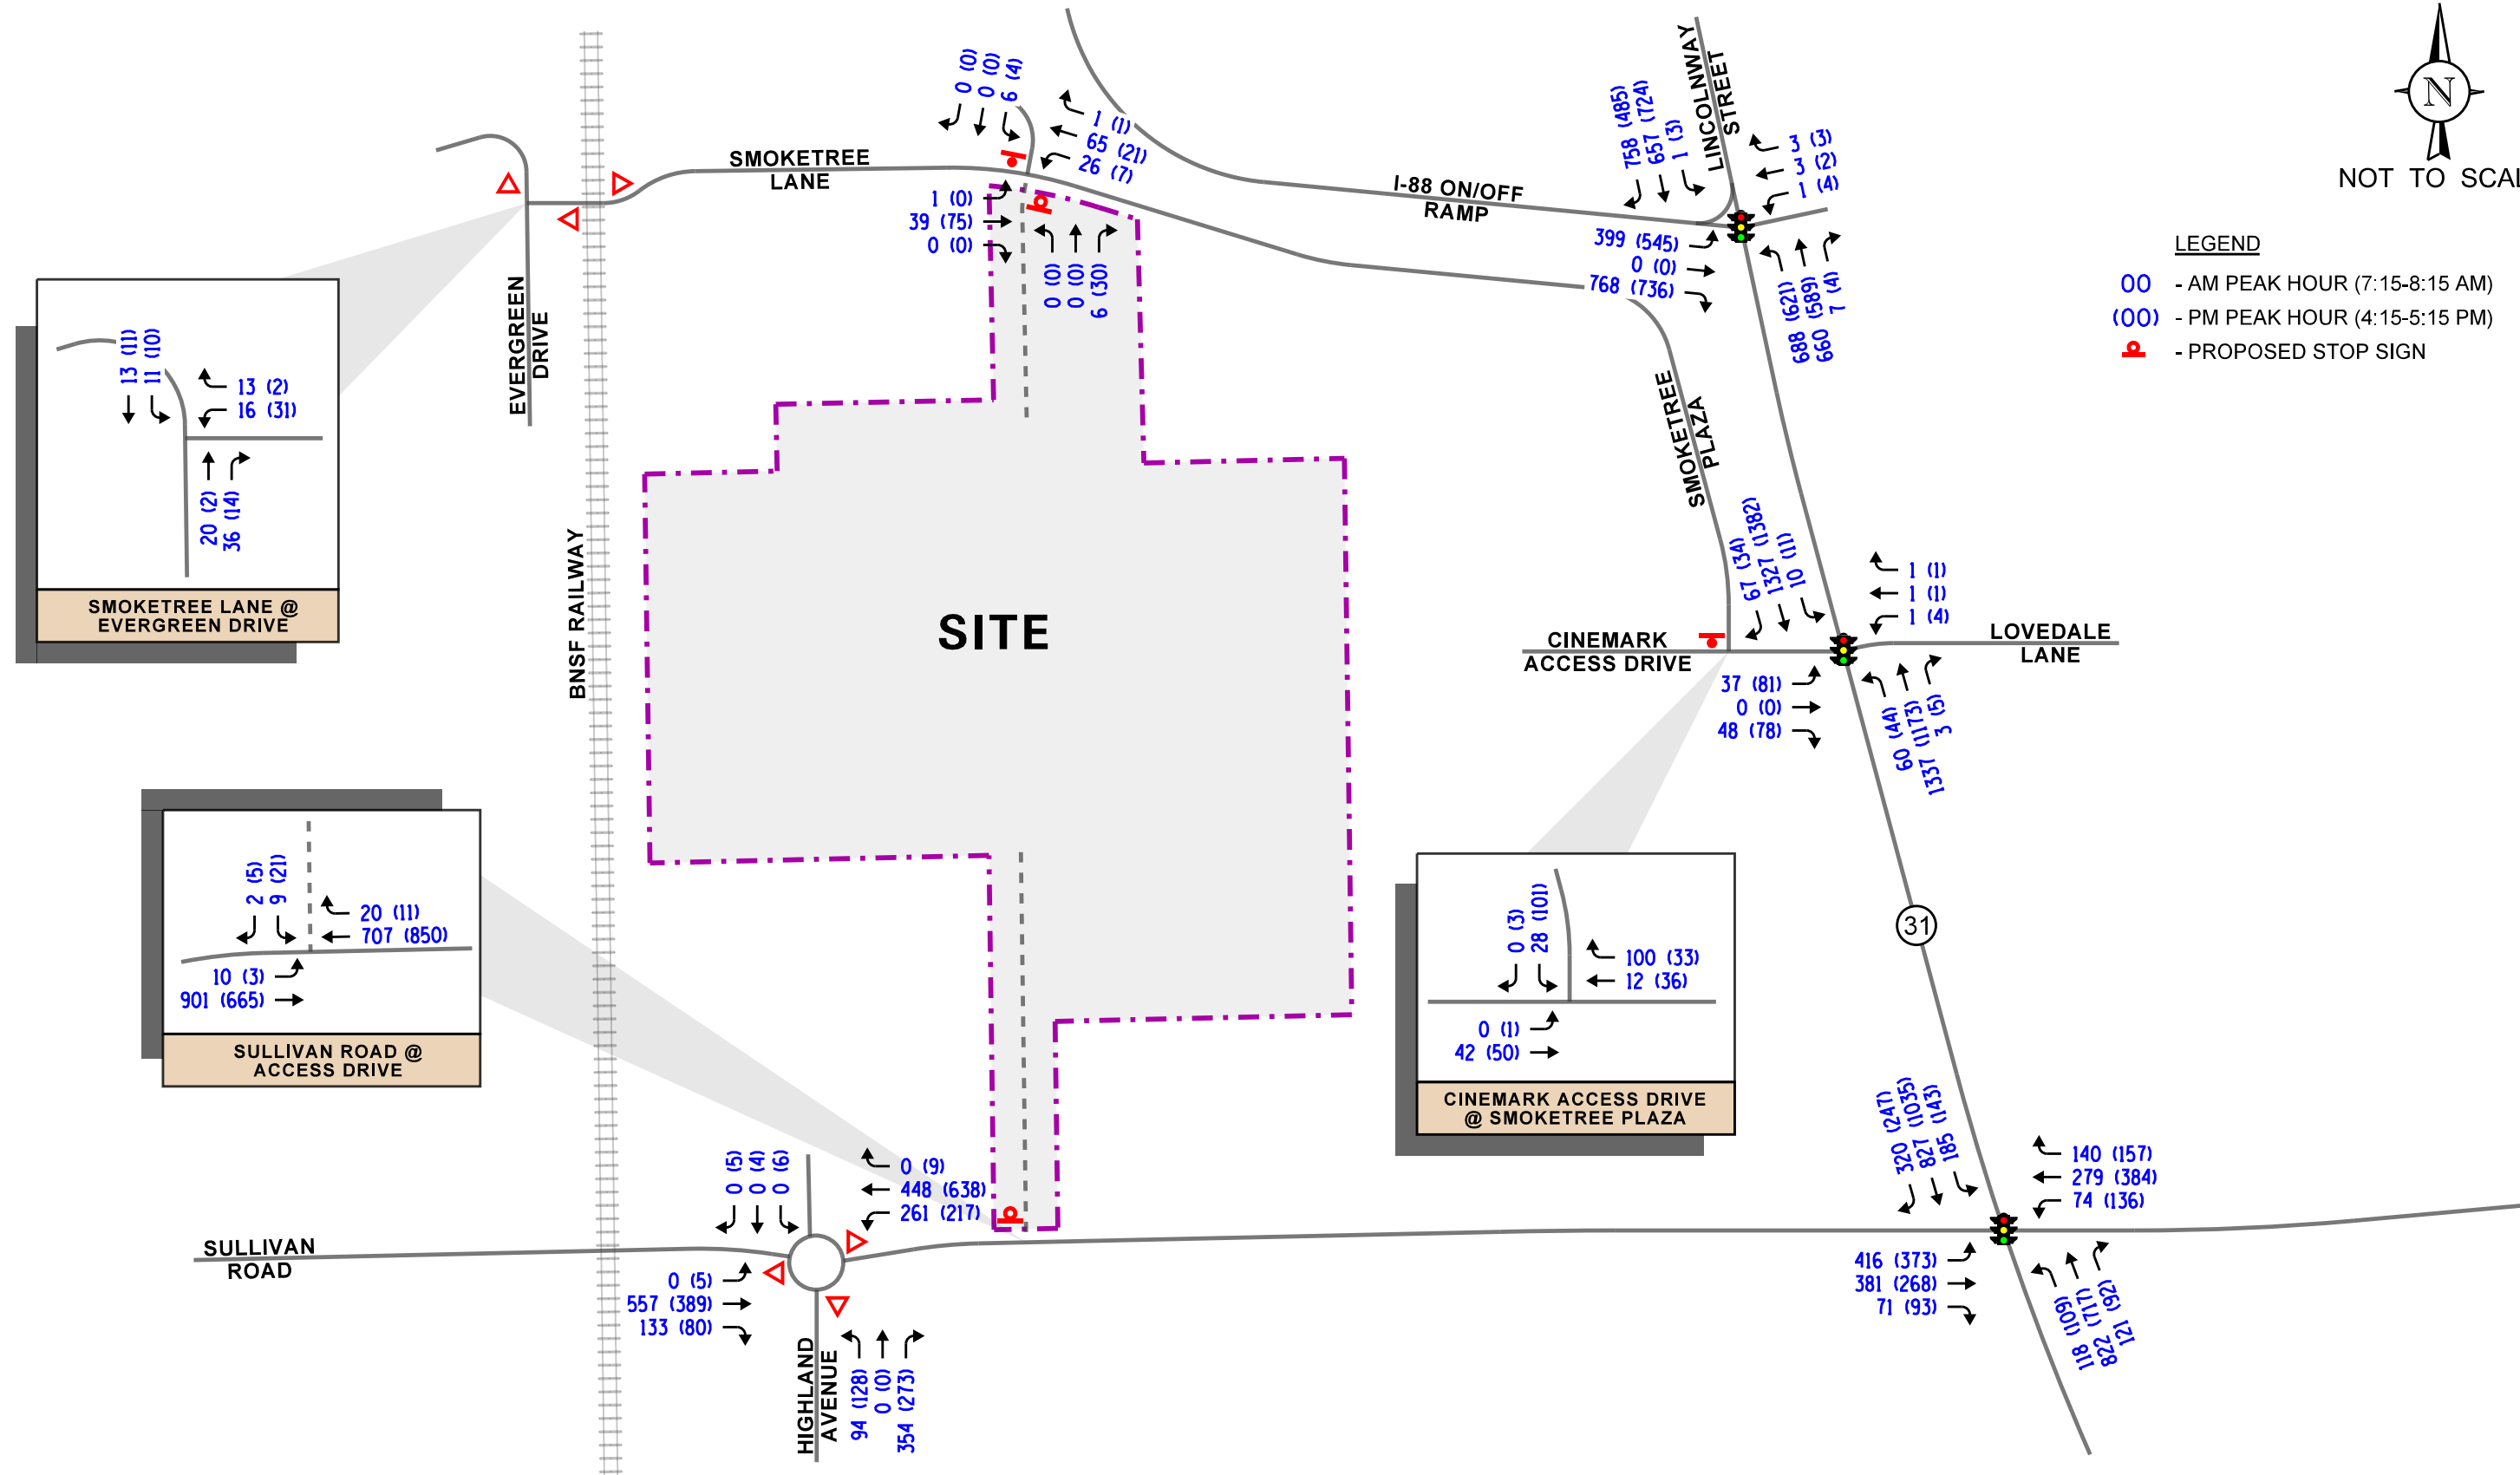 0 (0)
0 (0)
6 (4)
1 (1)
65 (21)
26 (7)
SMOKETREE
LANE
1 (0)
39 (75)
0 (0)
0 (0)
0 (0)
6 (30)
I-88 ON/OFF
RAMP
LINCOLNWAY
STREET
758 (485)
657 (724)
1 (3)
3 (3)
3 (2)
1 (4)
399 (545)
0 (0)
768 (736)
688 (621)
660 (589)
7 (4)
N
NOT TO SCAL
LEGEND
00 - AM PEAK HOUR (7:15-8:15 AM)
(00) - PM PEAK HOUR (4:15-5:15 PM)
- PROPOSED STOP SIGN
EVERGREEN
DRIVE
13 (11)
11 (10)
13 (2)
16 (31)
20 (2)
36 (14)
SMOKETREE LANE @
EVERGREEN DRIVE
BNSF RAILWAY
SITE
SMOKETREE
PLAZA
67 (34)
1327 (1382)
10 (11)
1 (1)
1 (1)
1 (4)
CINEMARK
ACCESS DRIVE
LOVEDALE
LANE
37 (81)
0 (0)
48 (78)
60 (44)
1337 (1173)
3 (5)
2 (5)
9 (21)
20 (11)
707 (850)
10 (3)
901 (665)
SULLIVAN ROAD @
ACCESS DRIVE
0 (3)
28 (101)
100 (33)
12 (36)
0 (1)
42 (50)
CINEMARK ACCESS DRIVE
@ SMOKETREE PLAZA
31
0 (5)
0 (4)
0 (6)
0 (9)
448 (638)
261 (217)
SULLIVAN
ROAD
0 (5)
557 (389)
133 (80)
HIGHLAND
AVENUE
94 (128)
0 (0)
354 (273)
320 (247)
827 (1035)
185 (143)
140 (157)
279 (384)
74 (136)
416 (373)
381 (268)
71 (93)
118 (109)
822 (717)
121 (92)